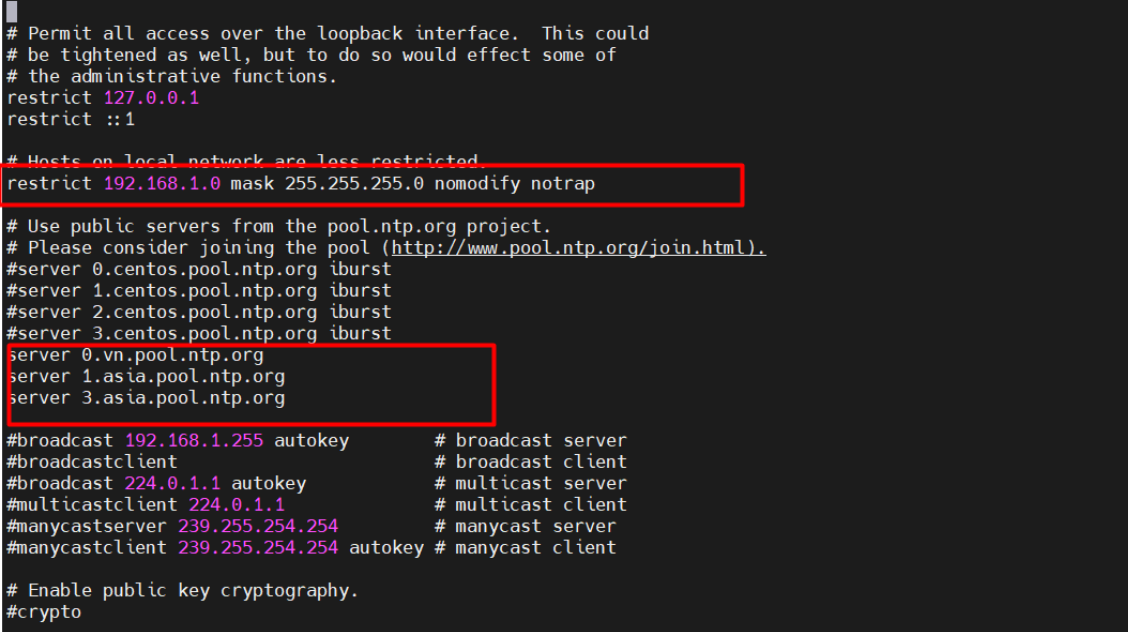 # Permit all access over the loopback interface.  This could
# be tightened as well, but to do so would effect some of
# the administrative functions.
restrict 127.0.0.1
restrict ::1
# Hosts on local network are less restricted.
restrict 192.168.1.0 mask 255.255.255.0 nomodify notrap
# Use public servers from the pool.ntp.org project.
# Please consider joining the pool (http://www.pool.ntp.org/join.html).
#server 0.centos.pool.ntp.org iburst
#server 1.centos.pool.ntp.org iburst
#server 2.centos.pool.ntp.org iburst
#server 3.centos.pool.ntp.org iburst
server 0.vn.pool.ntp.org
server 1.asia.pool.ntp.org
server 3.asia.pool.ntp.org
#broadcast 192.168.1.255 autokey        # broadcast server
#broadcastclient                        # broadcast client
#broadcast 224.0.1.1 autokey            # multicast server
#multicastclient 224.0.1.1              # multicast client
#manycastserver 239.255.254.254         # manycast server
#manycastclient 239.255.254.254 autokey # manycast client
# Enable public key cryptography.
#crypto